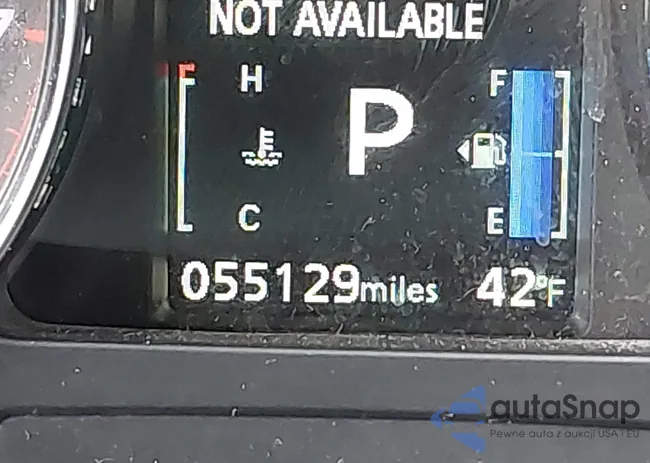 NOT AVAILABLE
H
F
P
C
E
055129miles 42°F
autaSnap
Pewne auta z aukcji USA i EU